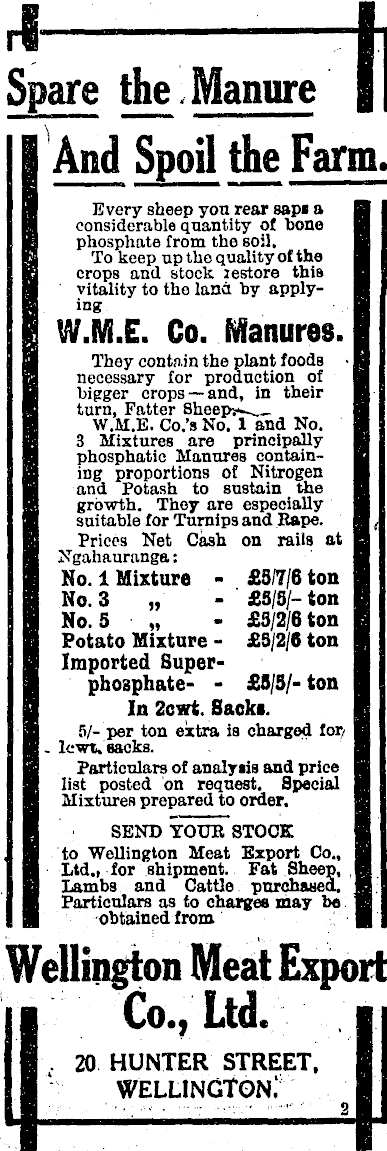 Spare the Manure
And Spoil the Farm.
Every sheep you rear saps a
considerable quantity of bone
phosphate from the soil.
To keep up the quality of the
crops and stock restore this
vitality to the land by apply-
ing
W.M.E. Co. Manures.
They contain the plant foods
necessary for production of
bigger crops—and, in their
turn, Fatter Sheep.
W.M.E. Co.'s No. 1 and No.
3 Mixtures are principally
phosphatic Manures contain-
ing proportions of Nitrogen
and Potash to sustain the
growth. They are especially
suitable for Turnips and Rape.
Prices Net Cash on rails at
Ngahauranga:
No. 1 Mixture - £5/7/6 ton
No. 3 „ - £5/5/- ton
No. 5 „ - £5/2/6 ton
Potato Mixture - £5/2/6 ton
Imported Super-
phosphate- - £5/5/- ton
In 2cwt. Sacks.
5/- per ton extra is charged for
1cwt. sacks.
Particulars of analysis and price
list posted on request. Special
Mixtures prepared to order.
SEND YOUR STOCK
to Wellington Meat Export Co.,
Ltd., for shipment. Fat Sheep,
Lambs and Cattle purchased.
Particulars as to charges may be
obtained from
Wellington Meat Export
Co., Ltd.
20 HUNTER STREET,
WELLINGTON.
2